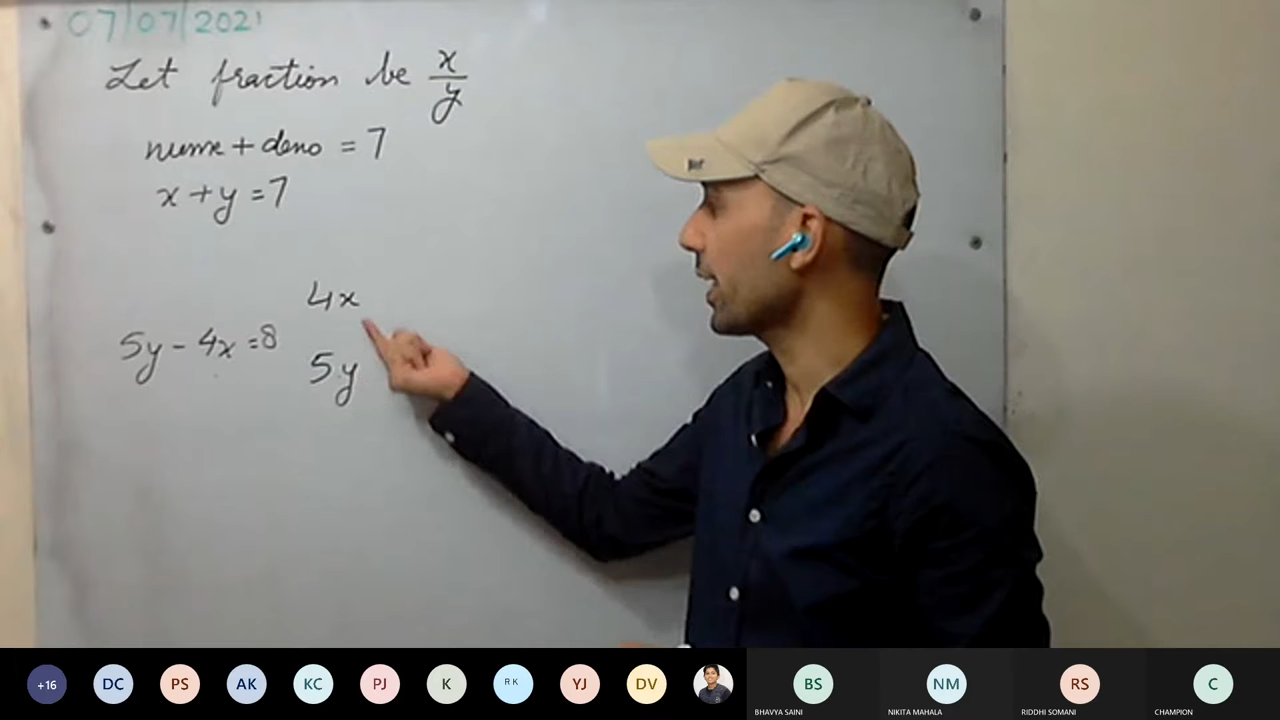 07/07/2021
Let fraction be x/y
nume + deno = 7
x + y = 7
4x
5y - 4x = 8
5y
+16
DC
PS
AK
KC
PJ
K
R K
YJ
DV
BS
NM
RS
C
BHAVYA SAINI
NIKITA MAHALA
RIDDHI SOMANI
CHAMPION